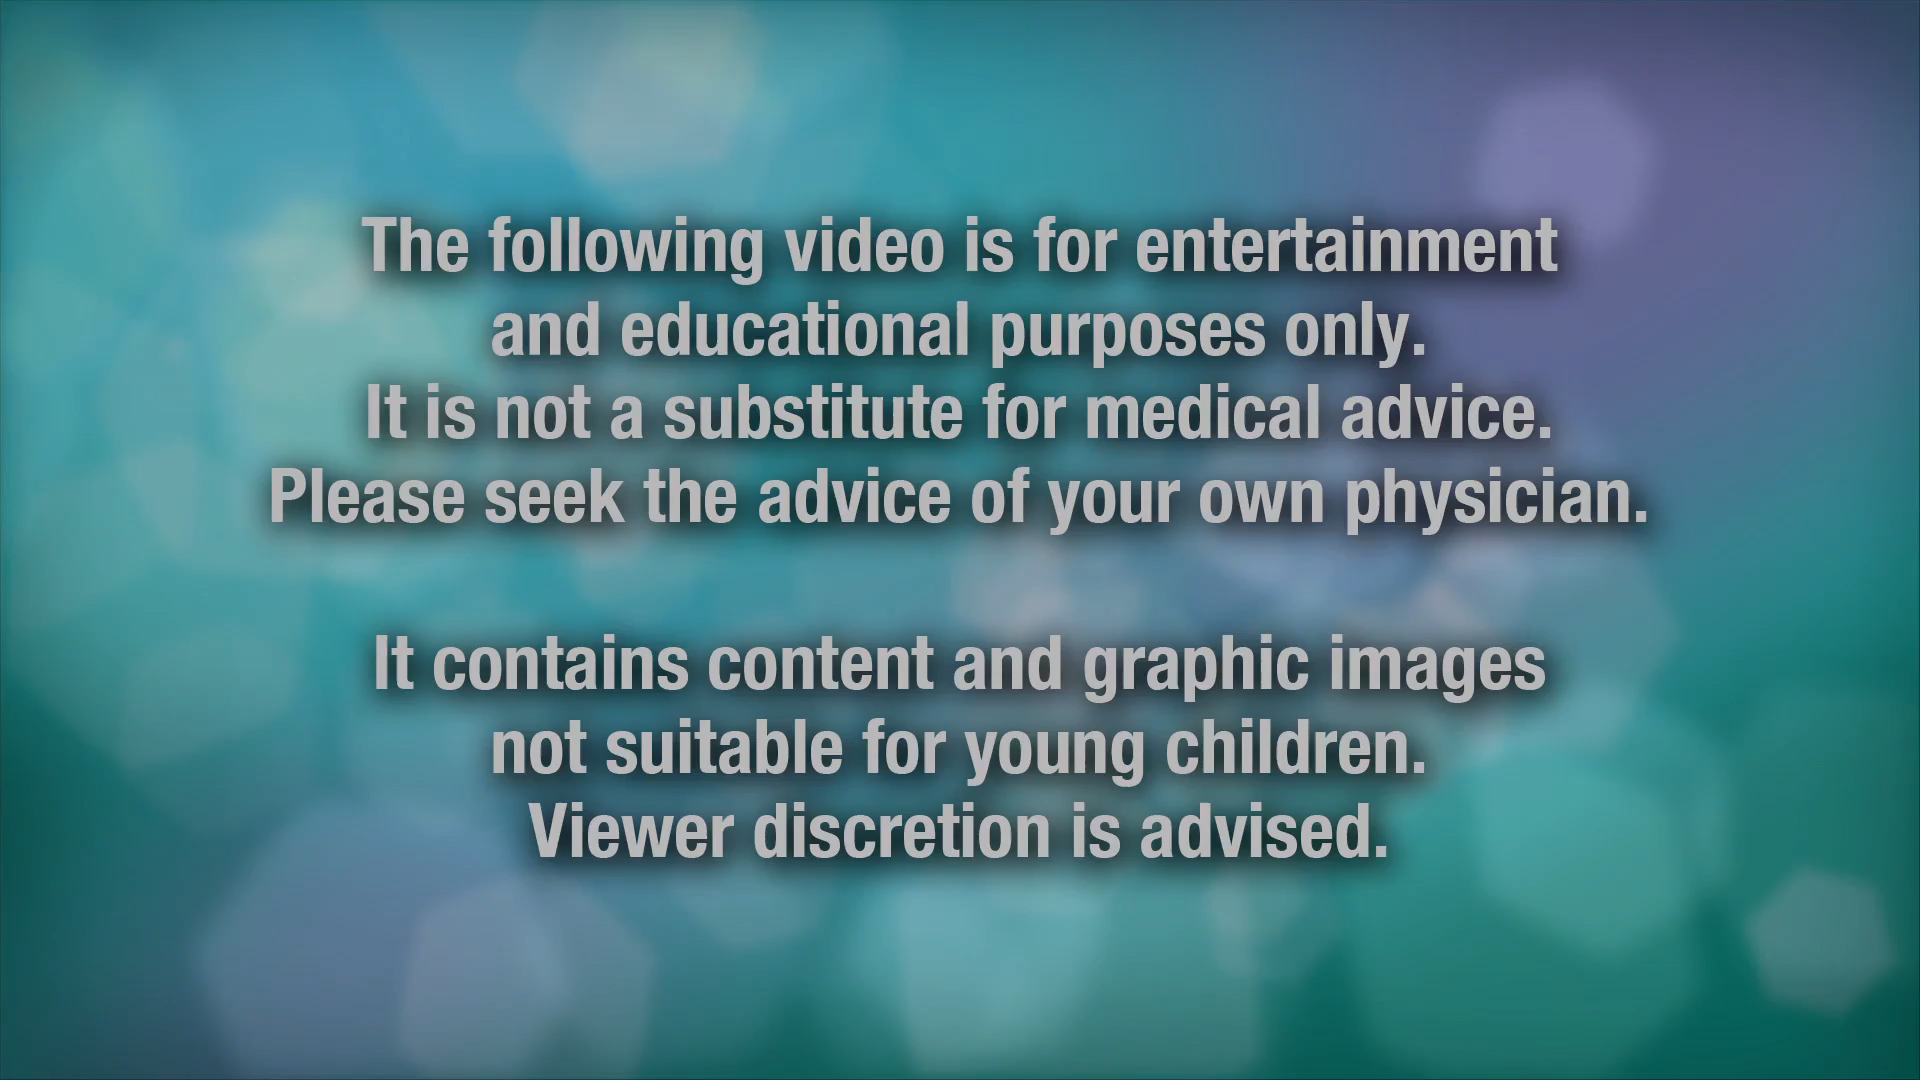 The following video is for entertainment
and educational purposes only.
It is not a substitute for medical advice.
Please seek the advice of your own physician.
It contains content and graphic images
not suitable for young children.
Viewer discretion is advised.